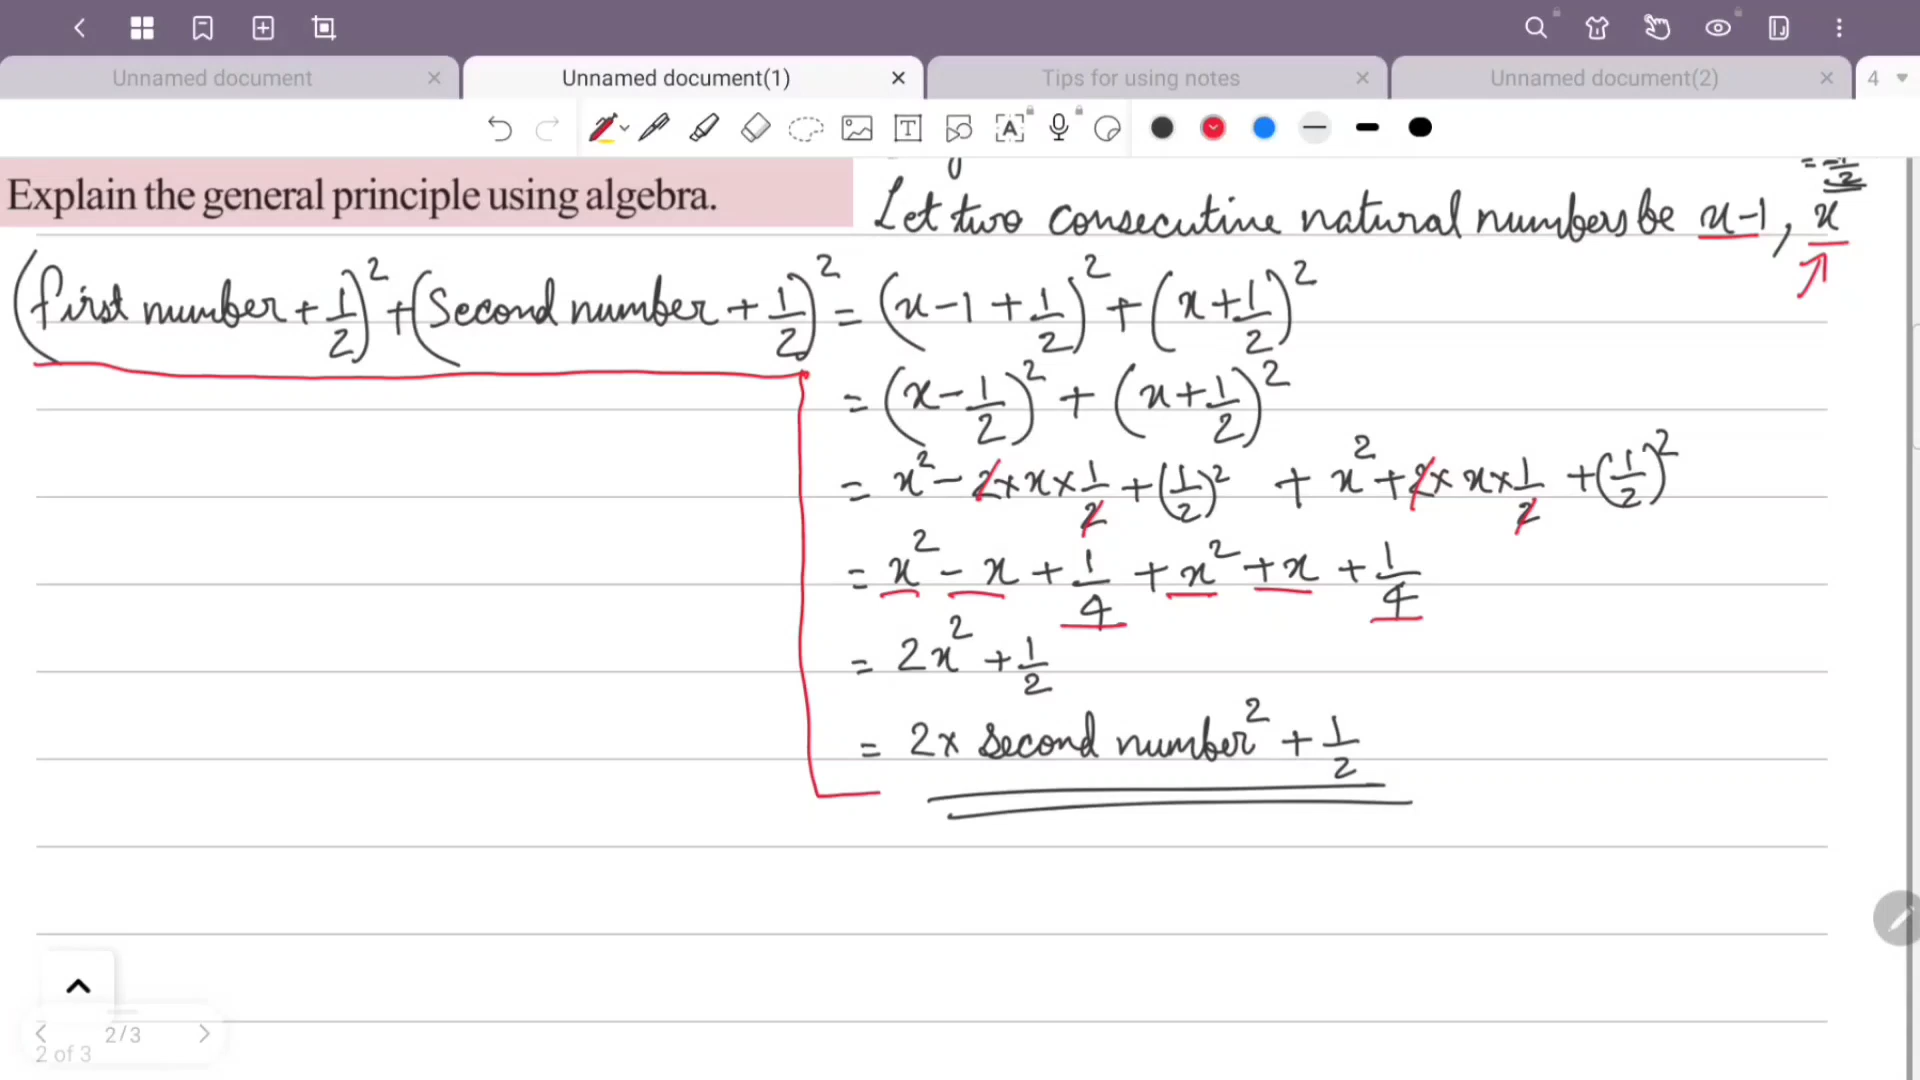 Unnamed document
Unnamed document(1)
Tips for using notes
Unnamed document(2)
4
= -1/2
Explain the general principle using algebra.
Let two consecutive natural numbers be x-1, x
(first number + 1/2)² + (Second number + 1/2)² = (x-1+1/2)² + (x+1/2)²
= (x-1/2)² + (x+1/2)²
= x² - 2×x×1/2 + (1/2)² + x² + 2×x×1/2 + (1/2)²
= x² - x + 1/4 + x² + x + 1/4
= 2x² + 1/2
= 2× second number² + 1/2
2/3
2 of 3